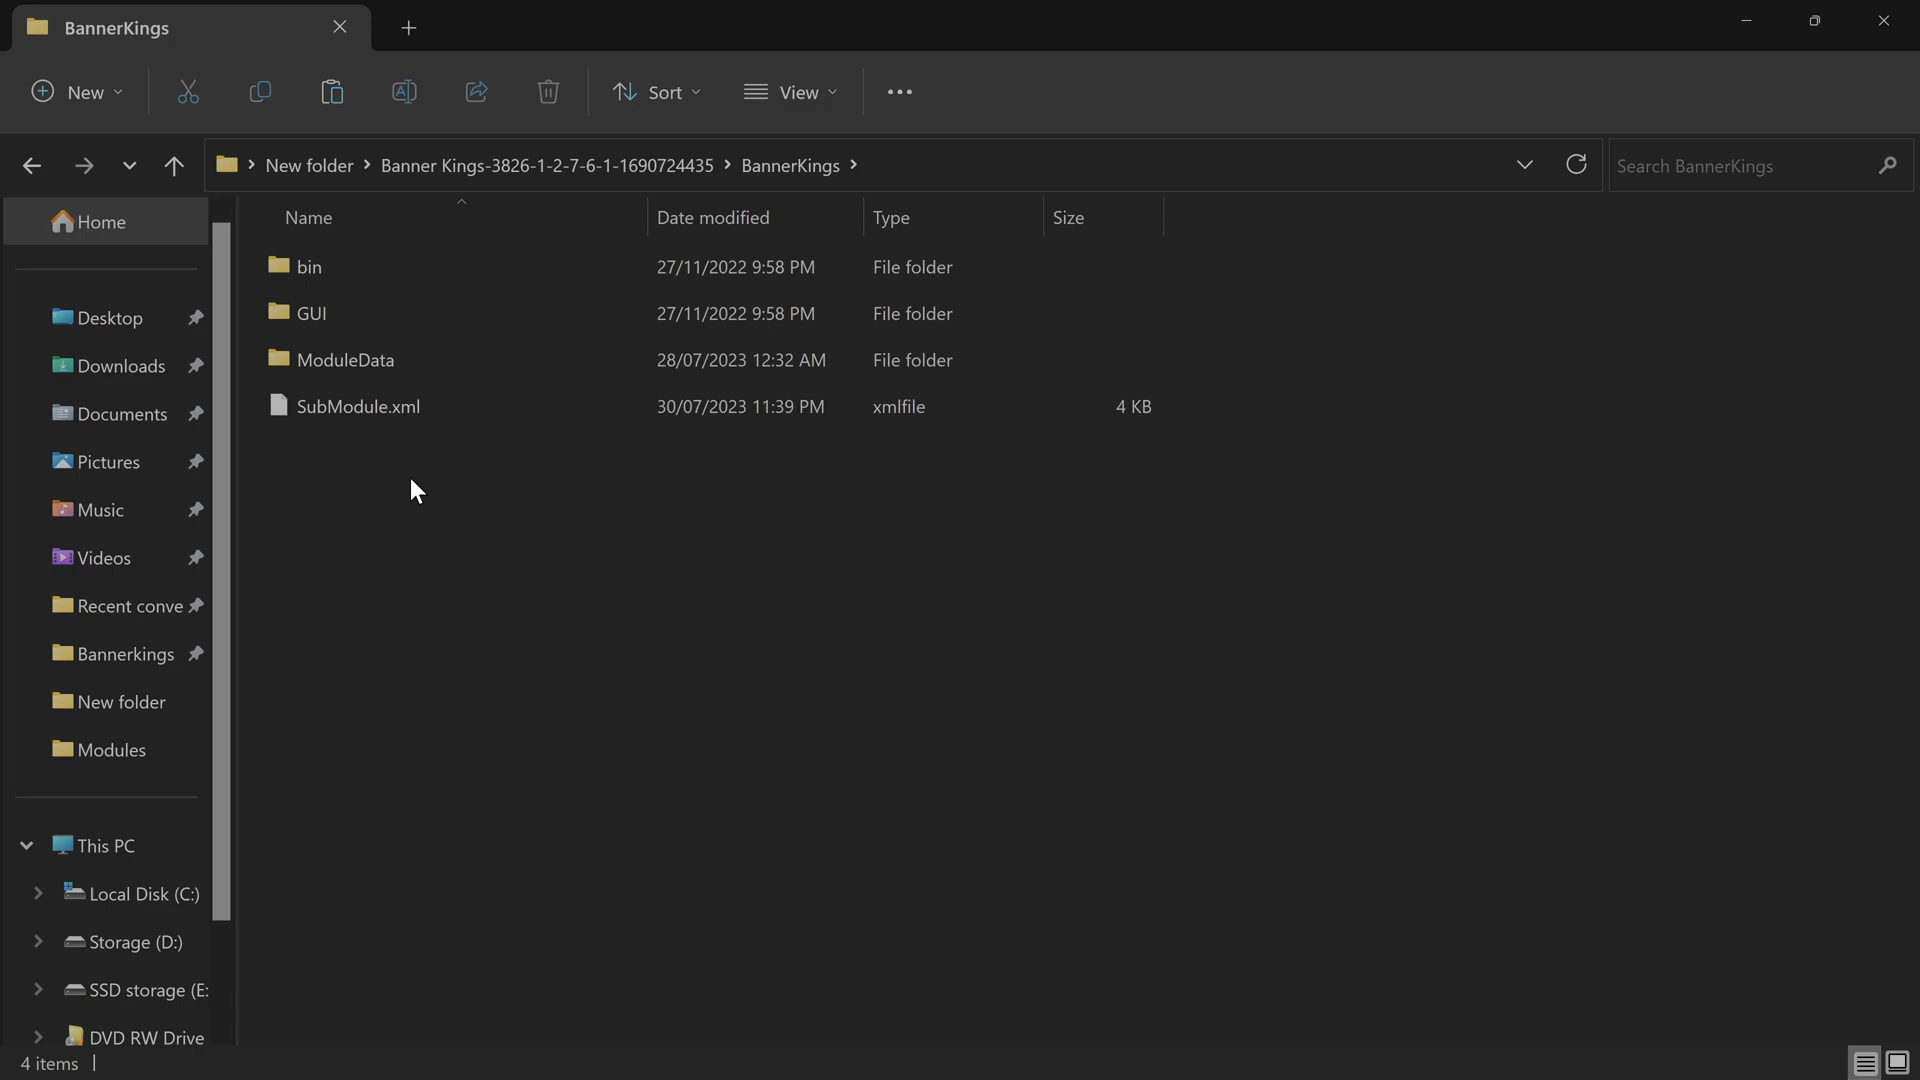 BannerKings
New
Sort
View
New folder > Banner Kings-3826-1-2-7-6-1-1690724435 > BannerKings >
Search BannerKings
Name Date modified Type Size
bin 27/11/2022 9:58 PM File folder
GUI 27/11/2022 9:58 PM File folder
ModuleData 28/07/2023 12:32 AM File folder
SubModule.xml 30/07/2023 11:39 PM xmlfile 4 KB
Home
Desktop
Downloads
Documents
Pictures
Music
Videos
Recent conve
Bannerkings
New folder
Modules
This PC
Local Disk (C:)
Storage (D:)
SSD storage (E:
DVD RW Drive
4 items